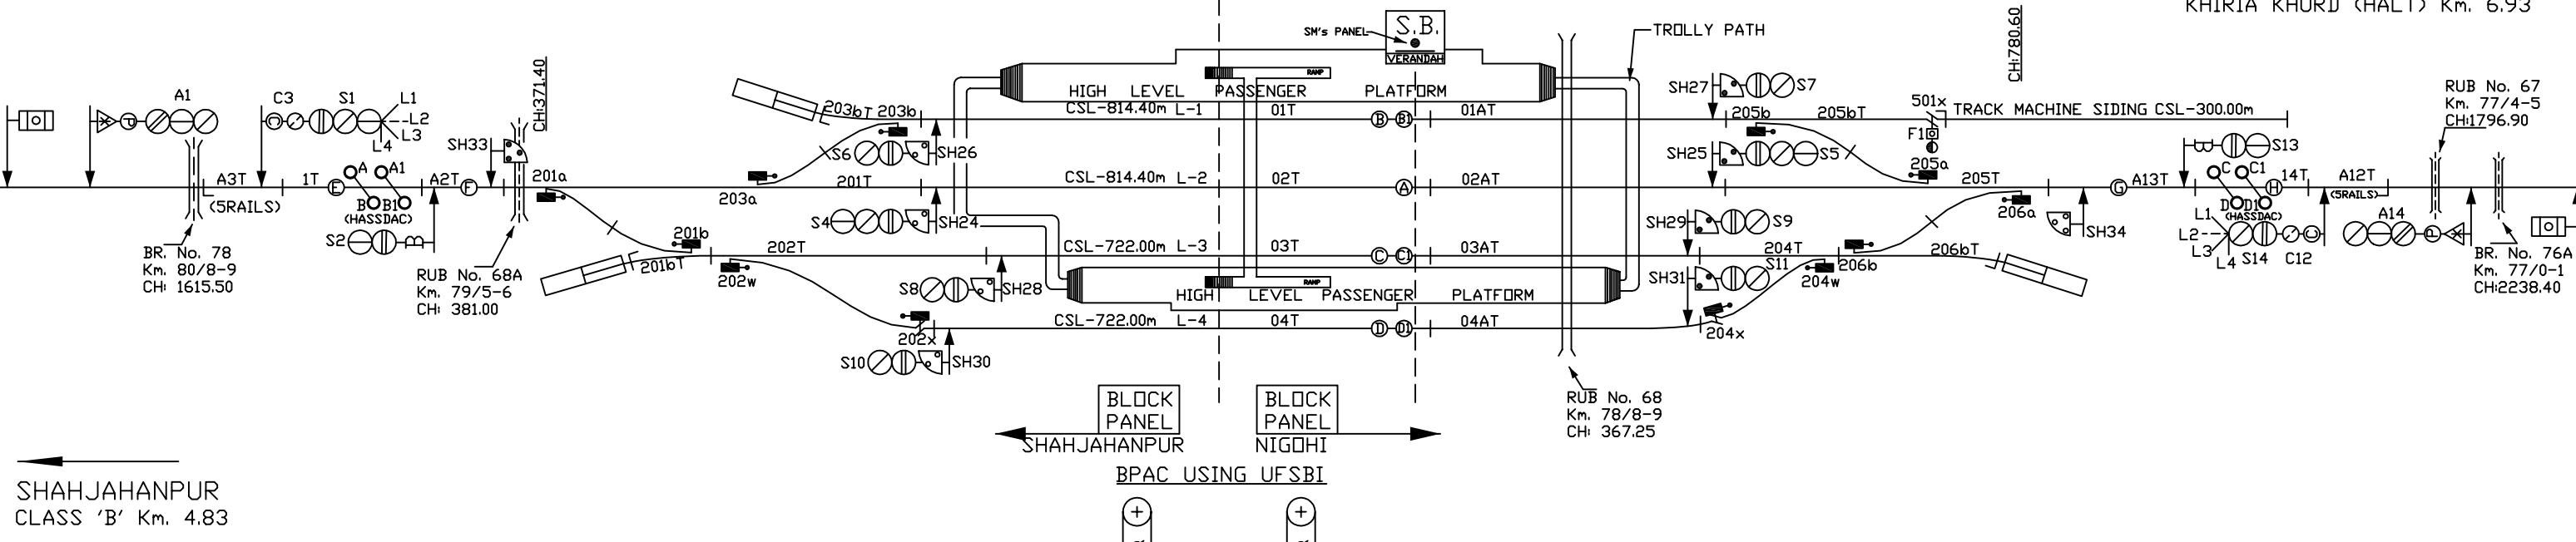 KHIRIA KHURD (HALT) Km. 6.93
S.B.
SM's PANEL
VERANDAH
TROLLY PATH
CH:780.60
CH:371.40
A1
C3
S1
L1
L2
L3
L4
SH33
A3T
(5RAILS)
1T
E
A
A1
B
B1
(HASSDAC)
A2T
F
S2
B
BR. No. 78
Km. 80/8-9
CH: 1615.50
RUB No. 68A
Km. 79/5-6
CH: 381.00
201a
201b
201bT
202T
202w
202x
203bT
203b
203a
201T
S6
SH26
S4
SH24
S8
SH28
S10
SH30
RAMP
HIGH LEVEL PASSENGER PLATFORM
CSL-814.40m L-1
01T
B
B1
01AT
CSL-814.40m L-2
02T
A
02AT
CSL-722.00m L-3
03T
C
C1
03AT
RAMP
HIGH LEVEL PASSENGER PLATFORM
CSL-722.00m L-4
04T
D
D1
04AT
SH27
S7
SH25
S5
SH29
S9
SH31
S11
205b
205bT
205a
205T
501x
F1
TRACK MACHINE SIDING CSL-300.00m
204T
204w
204x
206b
206a
206bT
SH34
G
A13T
B
S13
C
C1
D
D1
(HASSDAC)
H
14T
A12T
(5RAILS)
L1
L2
L3
L4
S14
C12
A14
P
RUB No. 67
Km. 77/4-5
CH:1796.90
BR. No. 76A
Km. 77/0-1
CH:2238.40
RUB No. 68
Km. 78/8-9
CH: 367.25
BLOCK
PANEL
SHAHJAHANPUR
BLOCK
PANEL
NIGOHI
BPAC USING UFSBI
SHAHJAHANPUR
CLASS 'B' Km. 4.83